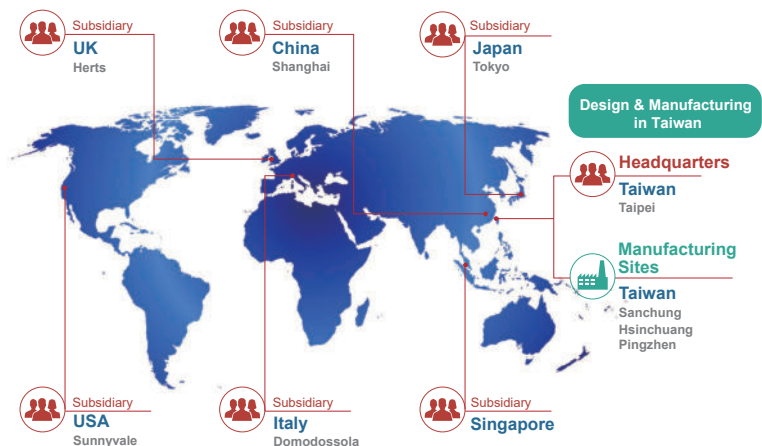 Subsidiary
UK
Herts
Subsidiary
China
Shanghai
Subsidiary
Japan
Tokyo
Design & Manufacturing
in Taiwan
Headquarters
Taiwan
Taipei
Manufacturing
Sites
Taiwan
Sanchung
Hsinchuang
Pingzhen
Subsidiary
USA
Sunnyvale
Subsidiary
Italy
Domodossola
Subsidiary
Singapore